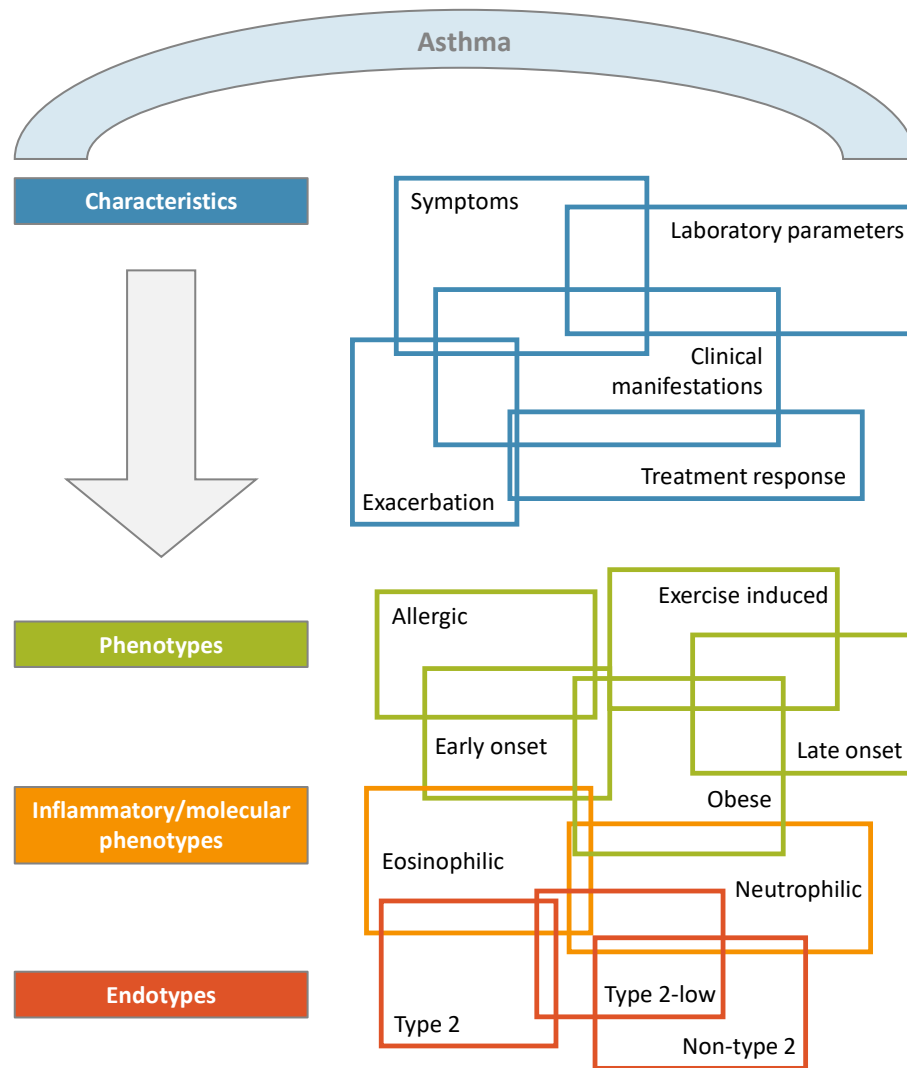 Asthma
Characteristics
Symptoms
Laboratory parameters
Clinical
manifestations
Treatment response
Exacerbation
Phenotypes
Allergic
Exercise induced
Early onset
Late onset
Obese
Inflammatory/molecular
phenotypes
Eosinophilic
Neutrophilic
Endotypes
Type 2
Type 2-low
Non-type 2